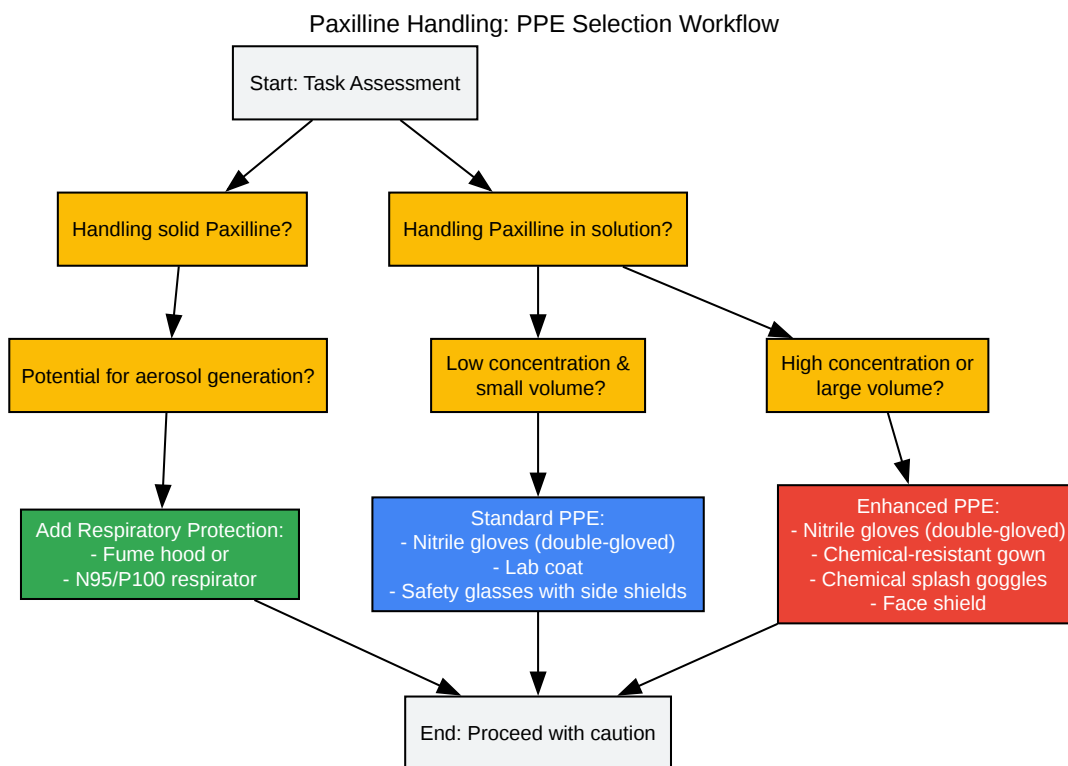 Paxilline Handling: PPE Selection Workflow
Start: Task Assessment
Handling solid Paxilline?
Handling Paxilline in solution?
Potential for aerosol generation?
Low concentration &
small volume?
High concentration or
large volume?
Add Respiratory Protection:
- Fume hood or
- N95/P100 respirator
Standard PPE:
- Nitrile gloves (double-gloved)
- Lab coat
- Safety glasses with side shields
Enhanced PPE:
- Nitrile gloves (double-gloved)
- Chemical-resistant gown
- Chemical splash goggles
- Face shield
End: Proceed with caution